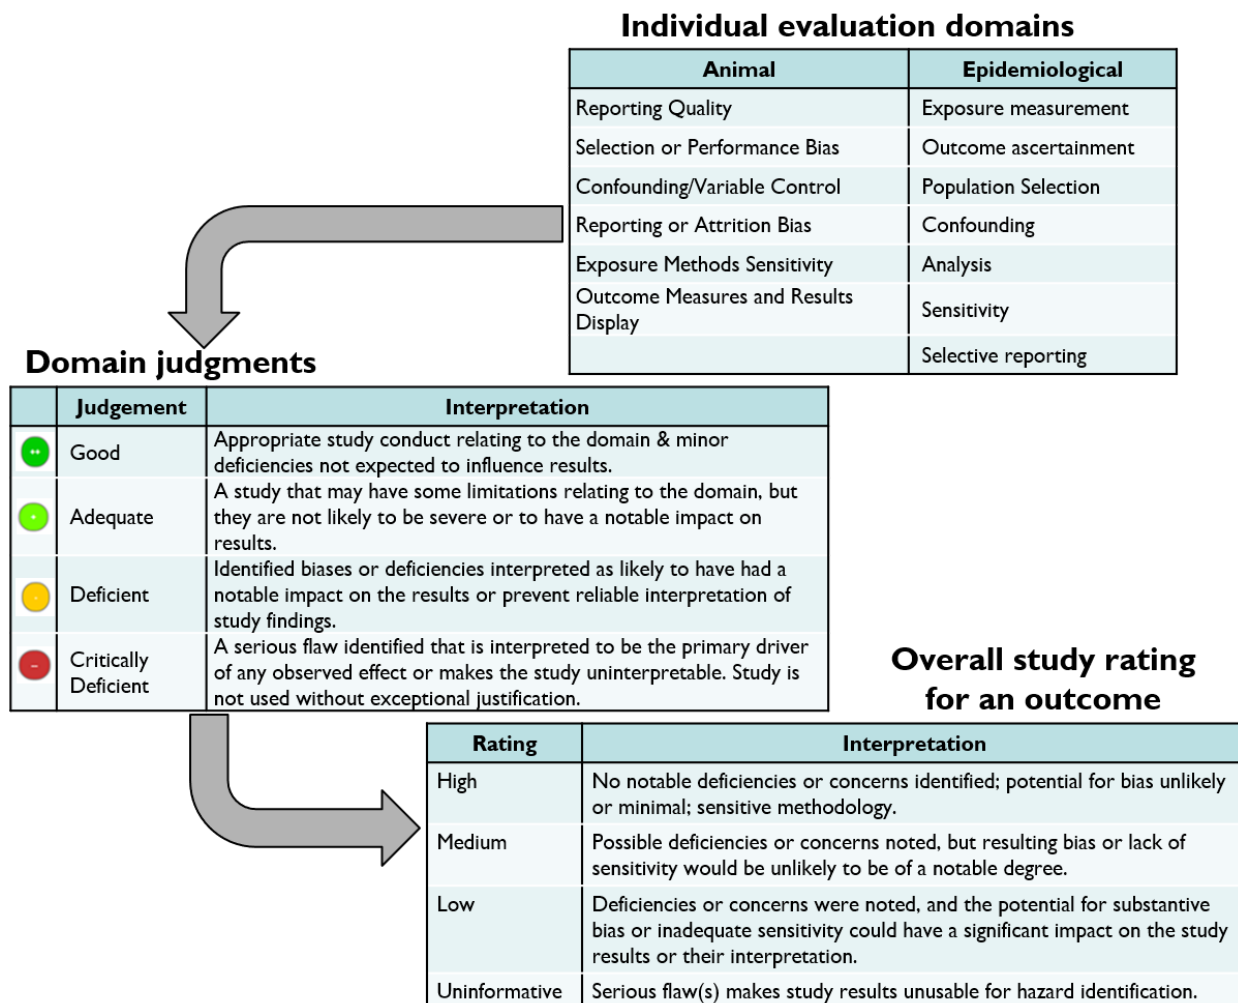 Individual evaluation domains
Animal Epidemiological
Reporting Quality Exposure measurement
Selection or Performance Bias Outcome ascertainment
Confounding/Variable Control Population Selection
Reporting or Attrition Bias Confounding
Exposure Methods Sensitivity Analysis
Outcome Measures and Results
Display
Sensitivity
Selective reporting
Domain judgments
Judgement Interpretation
Good
Appropriate study conduct relating to the domain & minor
deficiencies not expected to influence results.
Adequate
A study that may have some limitations relating to the domain, but
they are not likely to be severe or to have a notable impact on
results.
Deficient
Identified biases or deficiencies interpreted as likely to have had a
notable impact on the results or prevent reliable interpretation of
study findings.
Critically
Deficient
A serious flaw identified that is interpreted to be the primary driver
of any observed effect or makes the study uninterpretable. Study is
not used without exceptional justification.
Overall study rating
for an outcome
Rating Interpretation
High
No notable deficiencies or concerns identified; potential for bias unlikely
or minimal; sensitive methodology.
Medium
Possible deficiencies or concerns noted, but resulting bias or lack of
sensitivity would be unlikely to be of a notable degree.
Low
Deficiencies or concerns were noted, and the potential for substantive
bias or inadequate sensitivity could have a significant impact on the study
results or their interpretation.
Uninformative Serious flaw(s) makes study results unusable for hazard identification.